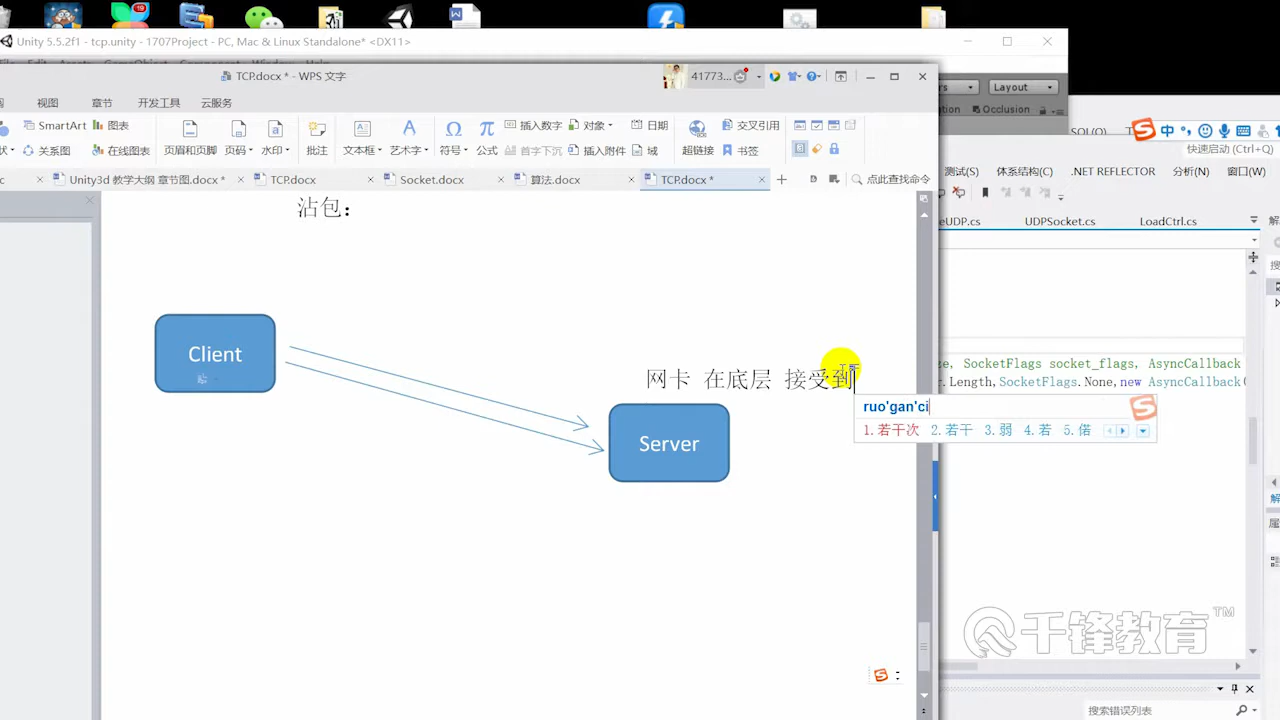 19
Unity 5.5.2f1 - tcp.unity - 1707Project - PC, Mac & Linux Standalone* <DX11>
TCP.docx * - WPS 文字
41773...
Layout
Occlusion
视图 章节 开发工具 云服务
SmartArt 图表
插入数字 对象 日期 交叉引用
关系图 在线图表 页眉和页脚 页码 水印 批注 文本框 艺术字 符号 公式 首字下沉 插入附件 域 超链接 书签
中
快速启动 (Ctrl+Q)
体系结构(C) .NET REFLECTOR 分析(N) 窗口(W)
Unity3d 教学大纲 章节图.docx * TCP.docx Socket.docx 算法.docx TCP.docx * 点此查找命令
UDPSocket.cs LoadCtrl.cs
沾包：
Client
网卡 在底层 接受到
Server
ruo'gan'ci
1.若干次 2.若干 3.弱 4.若 5.偌
SocketFlags socket_flags, AsyncCallback
.Length,SocketFlags.None,new AsyncCallback(
千锋教育™
搜索错误列表